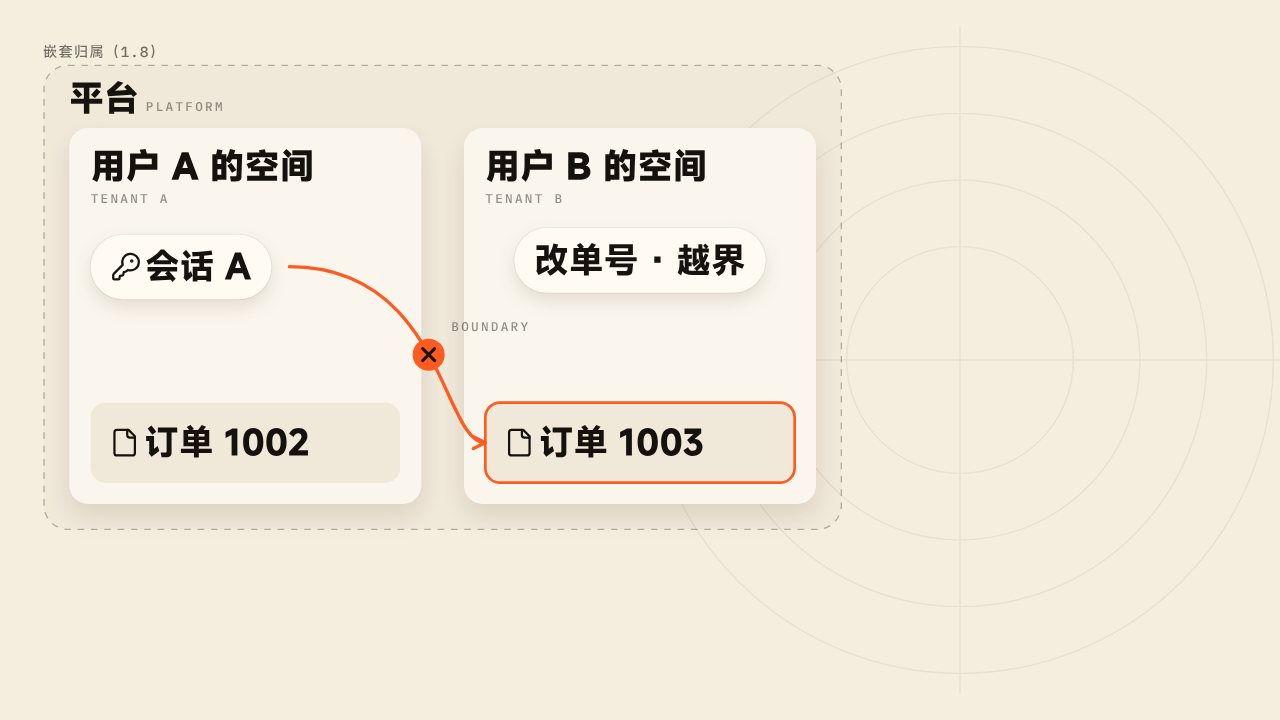 嵌套归属 (1.8)
平台 PLATFORM
用户 A 的空间
TENANT A
会话 A
订单 1002
用户 B 的空间
TENANT B
改单号 · 越界
BOUNDARY
订单 1003